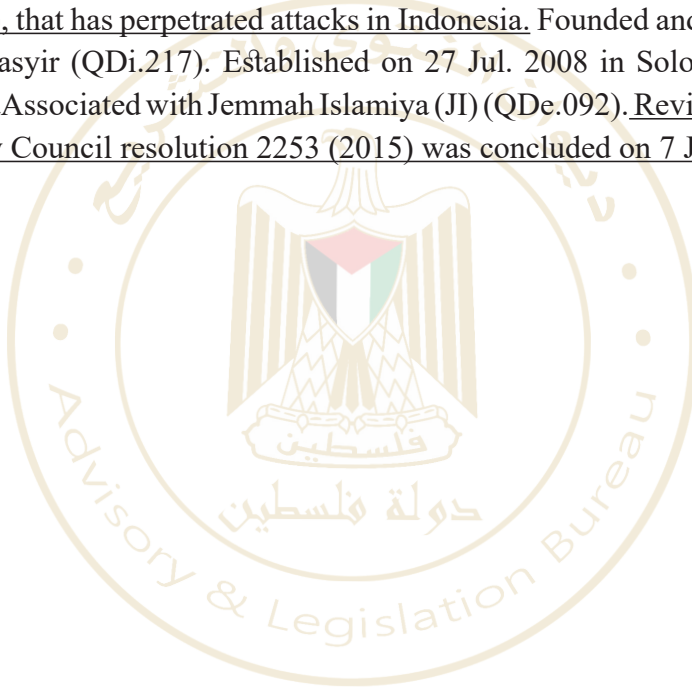 , that has perpetrated attacks in Indonesia. Founded and
asyir (QDi.217). Established on 27 Jul. 2008 in Solo
Associated with Jemmah Islamiya (JI) (QDe.092). Revi
Council resolution 2253 (2015) was concluded on 7 J
فلسطين
دولة فلسطين
Advisory & Legislation Bureau